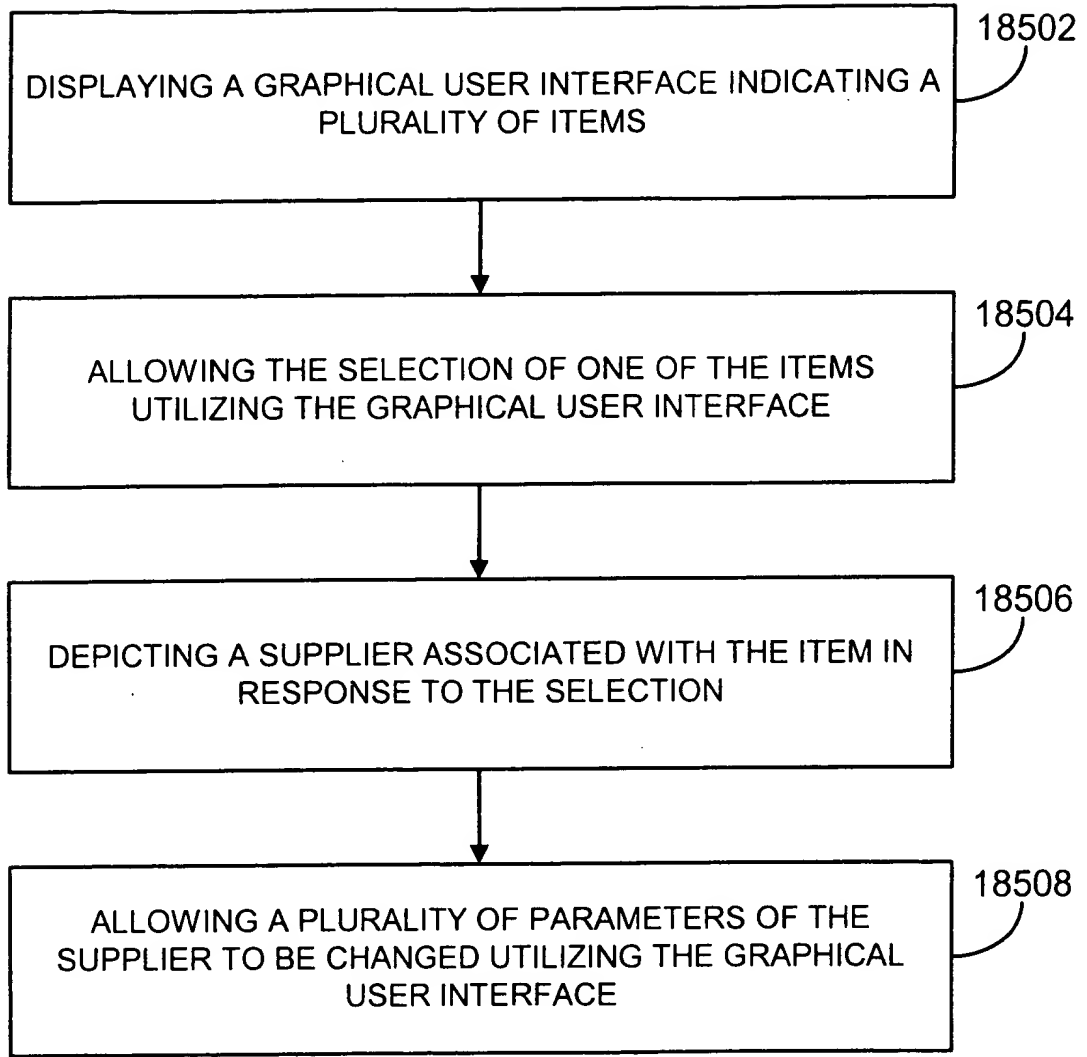 18502
DISPLAYING A GRAPHICAL USER INTERFACE INDICATING A
PLURALITY OF ITEMS
18504
ALLOWING THE SELECTION OF ONE OF THE ITEMS
UTILIZING THE GRAPHICAL USER INTERFACE
18506
DEPICTING A SUPPLIER ASSOCIATED WITH THE ITEM IN
RESPONSE TO THE SELECTION
18508
ALLOWING A PLURALITY OF PARAMETERS OF THE
SUPPLIER TO BE CHANGED UTILIZING THE GRAPHICAL
USER INTERFACE